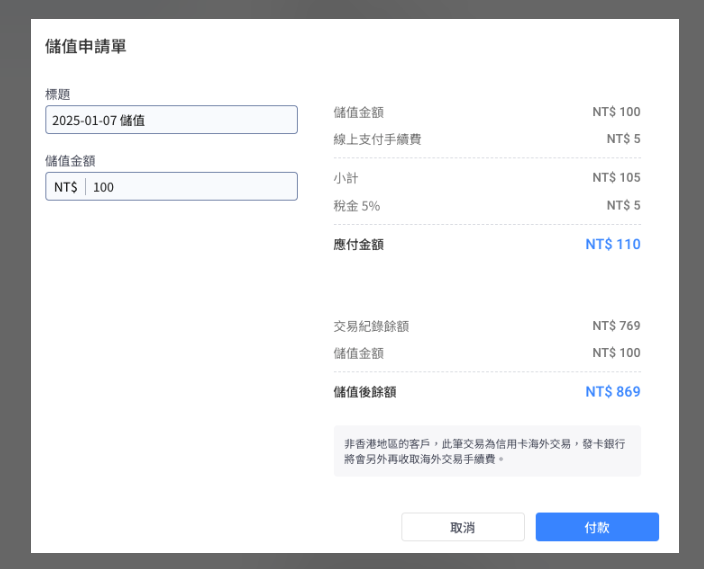 儲值申請單
標題
2025-01-07 儲值
儲值金額
NT$ 100
儲值金額 NT$ 100
線上支付手續費 NT$ 5
小計 NT$ 105
稅金 5% NT$ 5
應付金額 NT$ 110
交易紀錄餘額 NT$ 769
儲值金額 NT$ 100
儲值後餘額 NT$ 869
非香港地區的客戶，此筆交易為信用卡海外交易，發卡銀行
將會另外再收取海外交易手續費。
取消 付款